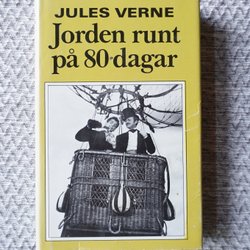 JULES VERNE
Jorden runt
på 80 dagar